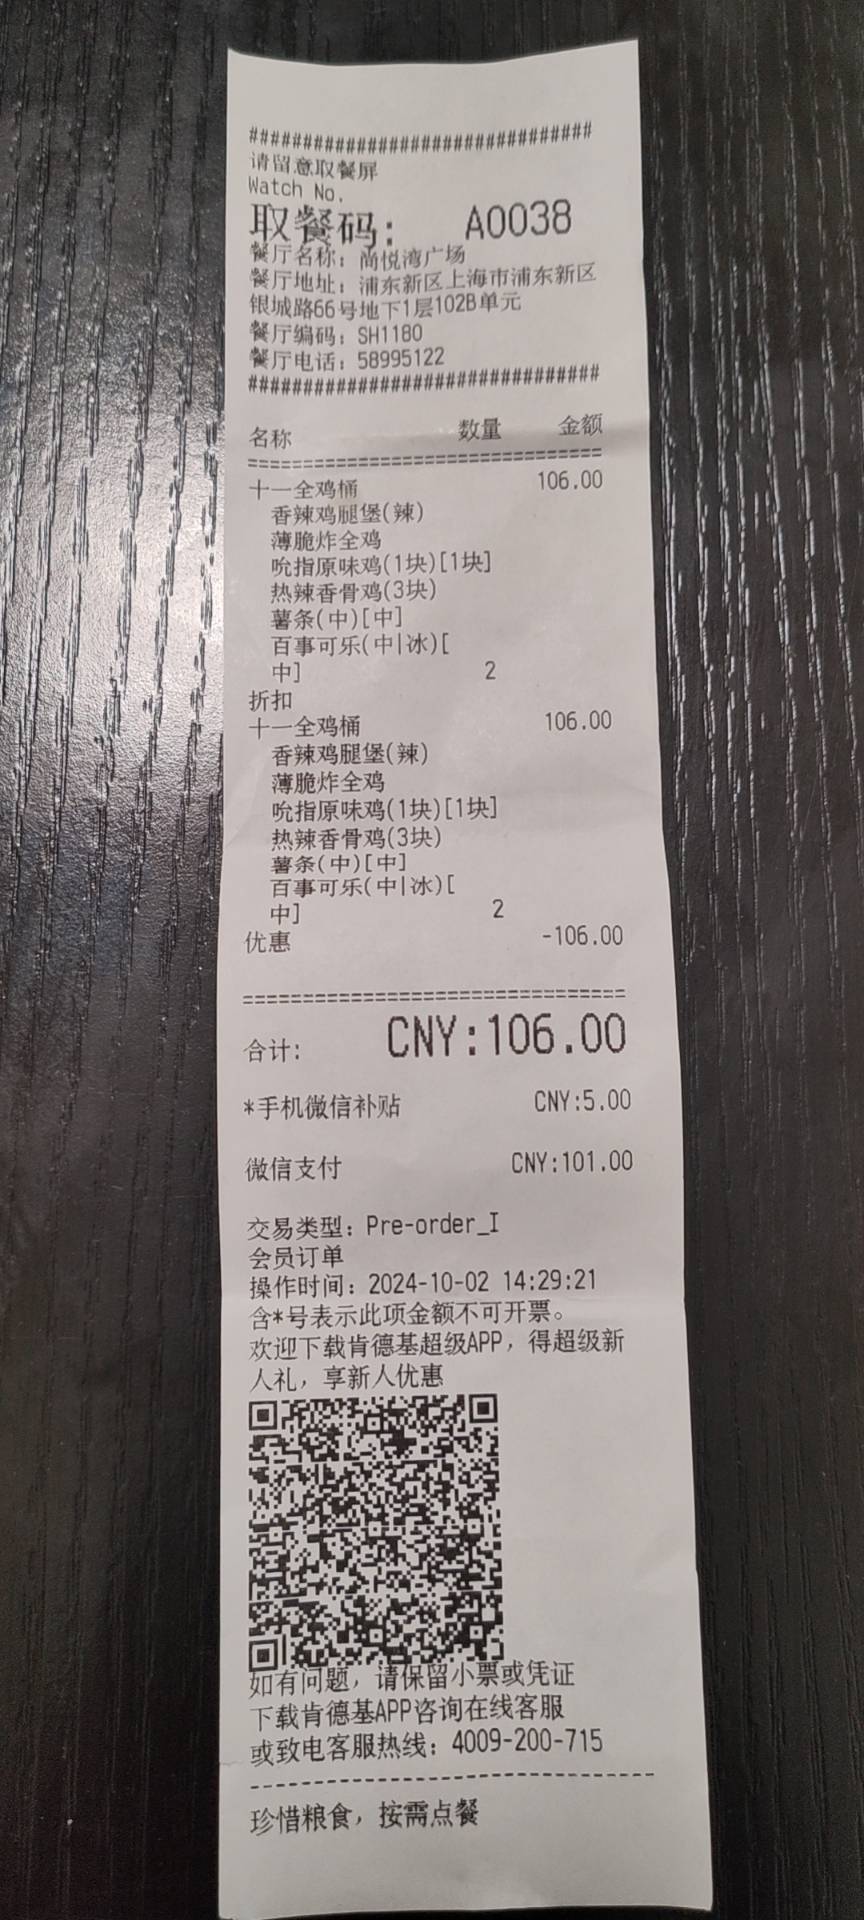 ################################
请留意取餐屏
Watch No.
取餐码: A0038
餐厅名称: 尚悦湾广场
餐厅地址: 浦东新区上海市浦东新区
银城路66号地下1层102B单元
餐厅编码: SH1180
餐厅电话: 58995122
################################
名称 数量 金额
================================
十一全鸡桶 106.00
香辣鸡腿堡(辣)
薄脆炸全鸡
吮指原味鸡(1块)[1块]
热辣香骨鸡(3块)
薯条(中)[中]
百事可乐(中|冰)[
中] 2
折扣
十一全鸡桶 106.00
香辣鸡腿堡(辣)
薄脆炸全鸡
吮指原味鸡(1块)[1块]
热辣香骨鸡(3块)
薯条(中)[中]
百事可乐(中|冰)[
中] 2
优惠 -106.00
================================
合计: CNY:106.00
*手机微信补贴 CNY:5.00
微信支付 CNY:101.00
交易类型: Pre-order_I
会员订单
操作时间: 2024-10-02 14:29:21
含*号表示此项金额不可开票。
欢迎下载肯德基超级APP, 得超级新
人礼, 享新人优惠
如有问题, 请保留小票或凭证
下载肯德基APP咨询在线客服
或致电客服热线: 4009-200-715
--------------------------------
珍惜粮食, 按需点餐